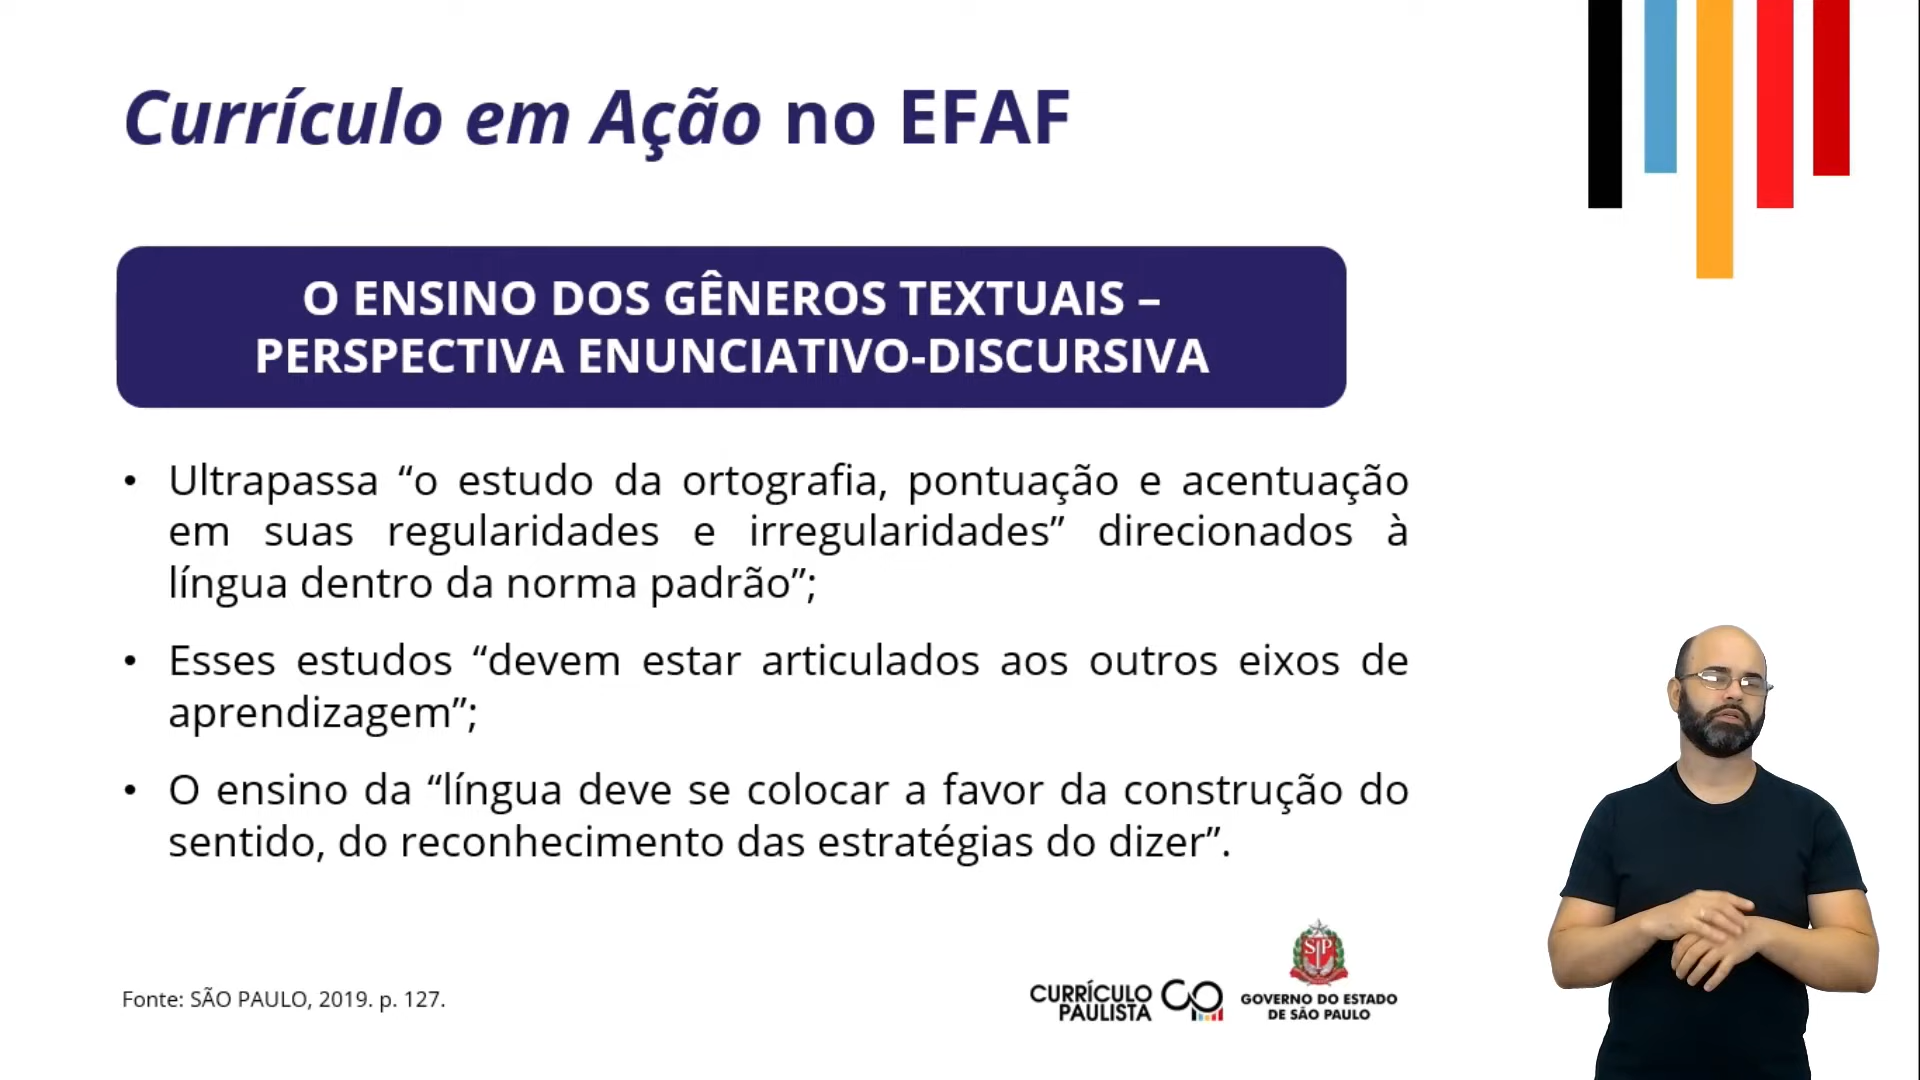 Currículo em Ação no EFAF
O ENSINO DOS GÊNEROS TEXTUAIS –
PERSPECTIVA ENUNCIATIVO-DISCURSIVA
• Ultrapassa “o estudo da ortografia, pontuação e acentuação
em suas regularidades e irregularidades” direcionados à
língua dentro da norma padrão”;
• Esses estudos “devem estar articulados aos outros eixos de
aprendizagem”;
• O ensino da “língua deve se colocar a favor da construção do
sentido, do reconhecimento das estratégias do dizer”.
Fonte: SÃO PAULO, 2019. p. 127.
CURRÍCULO
PAULISTA
SP
GOVERNO DO ESTADO
DE SÃO PAULO